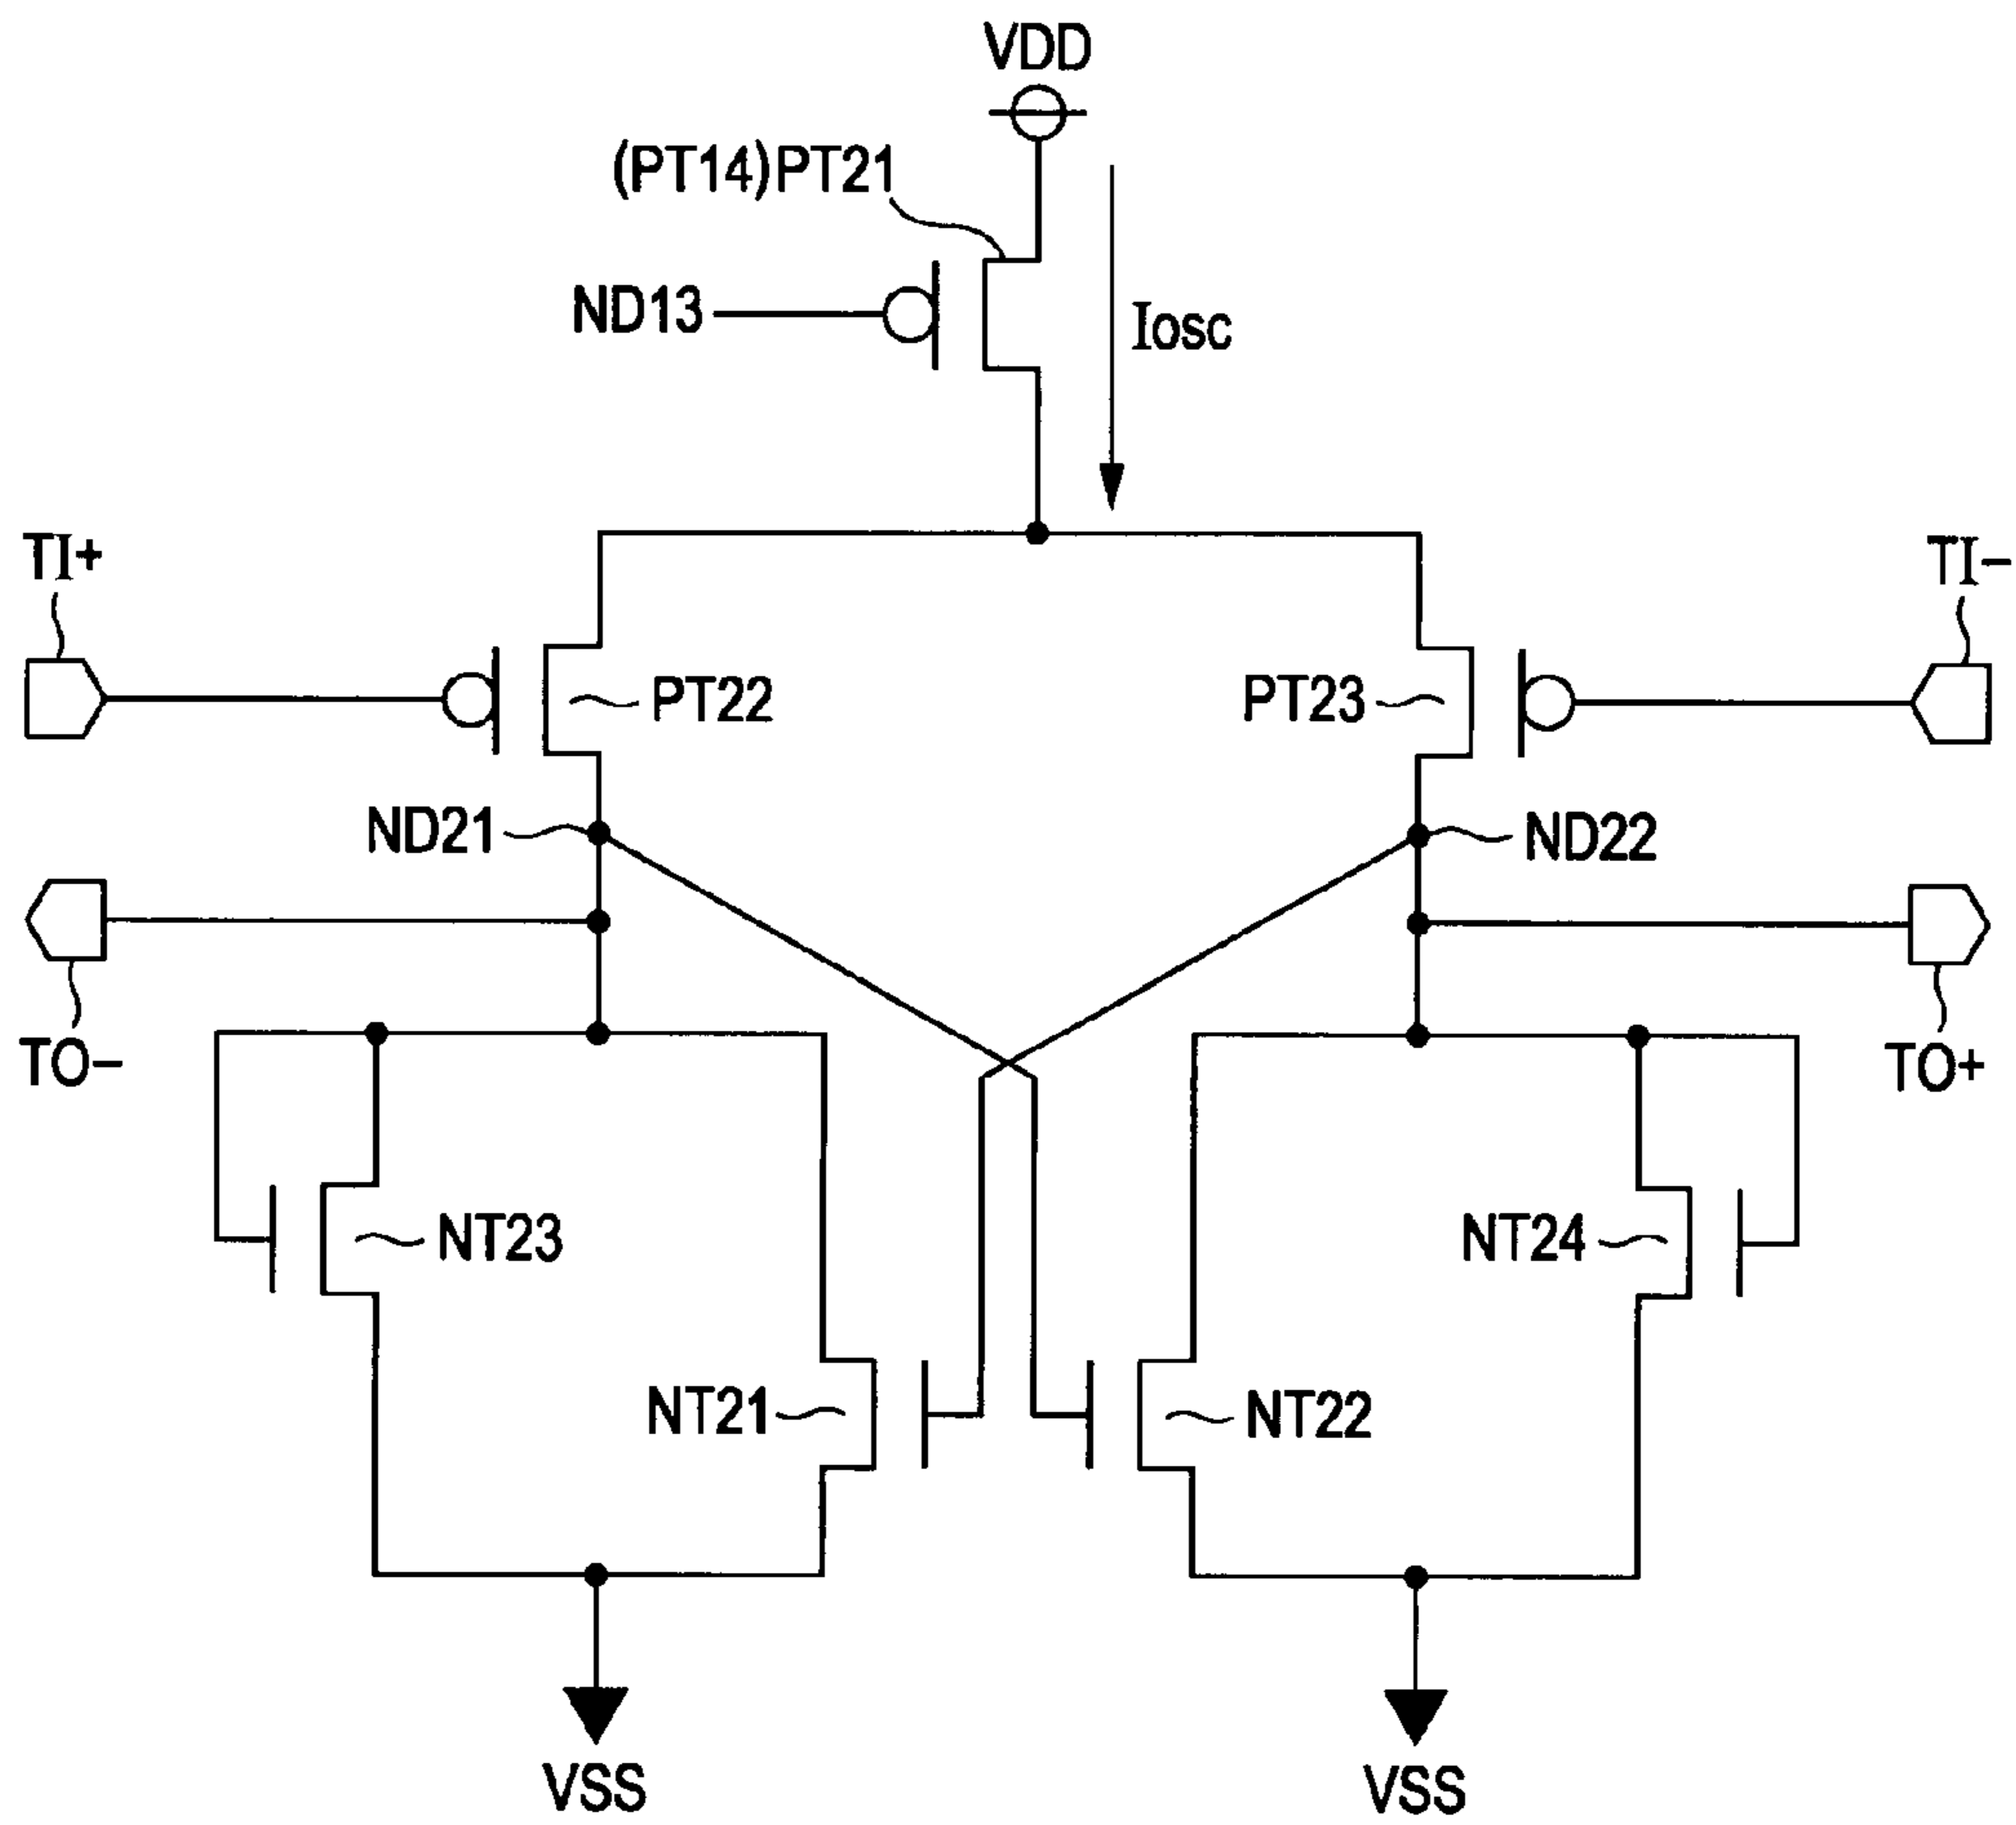 VDD
(PT14)PT21
ND13
Iosc
TI+
TI−
PT22
PT23
ND21
ND22
TO−
TO+
NT23
NT24
NT21
NT22
VSS
VSS